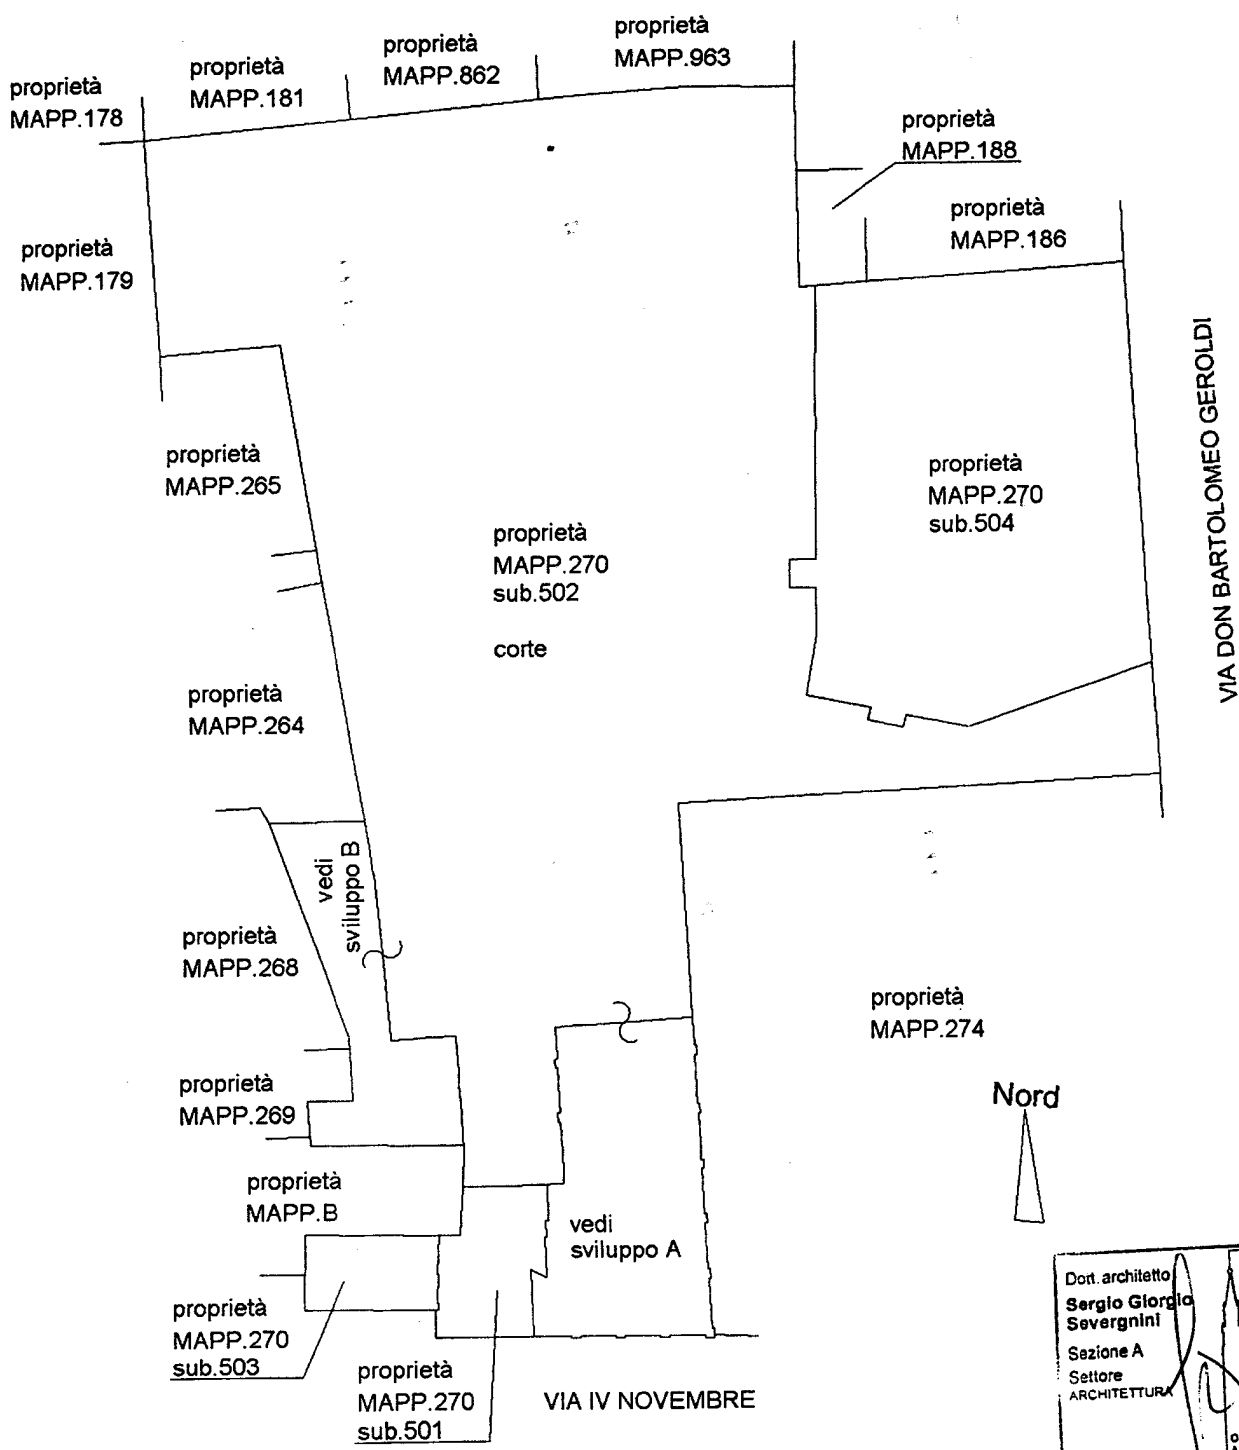 proprietà
MAPP.178
proprietà
MAPP.181
proprietà
MAPP.862
proprietà
MAPP.963
proprietà
MAPP.188
proprietà
MAPP.186
proprietà
MAPP.179
proprietà
MAPP.265
proprietà
MAPP.270
sub.502
corte
proprietà
MAPP.270
sub.504
VIA DON BARTOLOMEO GEROLDI
proprietà
MAPP.264
vedi
sviluppo B
proprietà
MAPP.268
proprietà
MAPP.274
proprietà
MAPP.269
Nord
proprietà
MAPP.B
vedi
sviluppo A
proprietà
MAPP.270
sub.503
proprietà
MAPP.270
sub.501
VIA IV NOVEMBRE
Dott. architetto
Sergio Giorgio
Severgnini
Sezione A
Settore
ARCHITETTURA